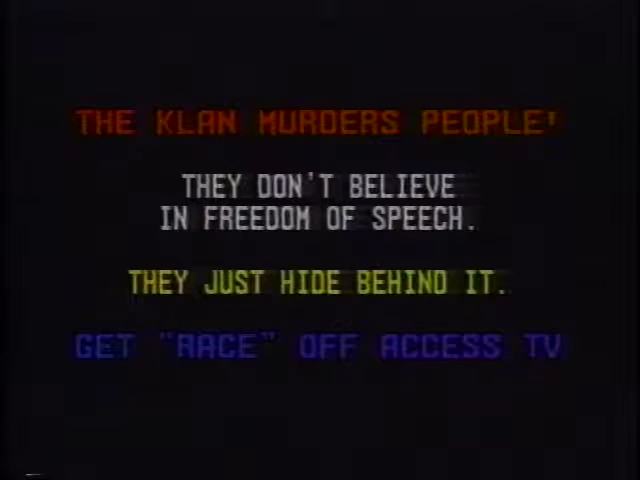 THE KLAN MURDERS PEOPLE!
THEY DON'T BELIEVE
IN FREEDOM OF SPEECH.
THEY JUST HIDE BEHIND IT.
GET "RACE" OFF ACCESS TV